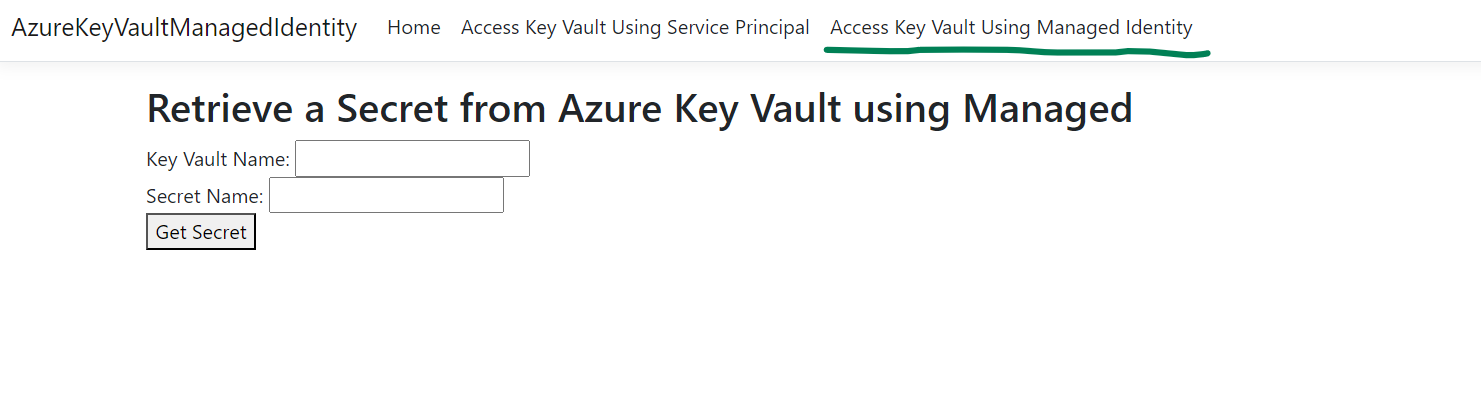 AzureKeyVaultManagedIdentity Home Access Key Vault Using Service Principal Access Key Vault Using Managed Identity
Retrieve a Secret from Azure Key Vault using Managed
Key Vault Name:
Secret Name:
Get Secret